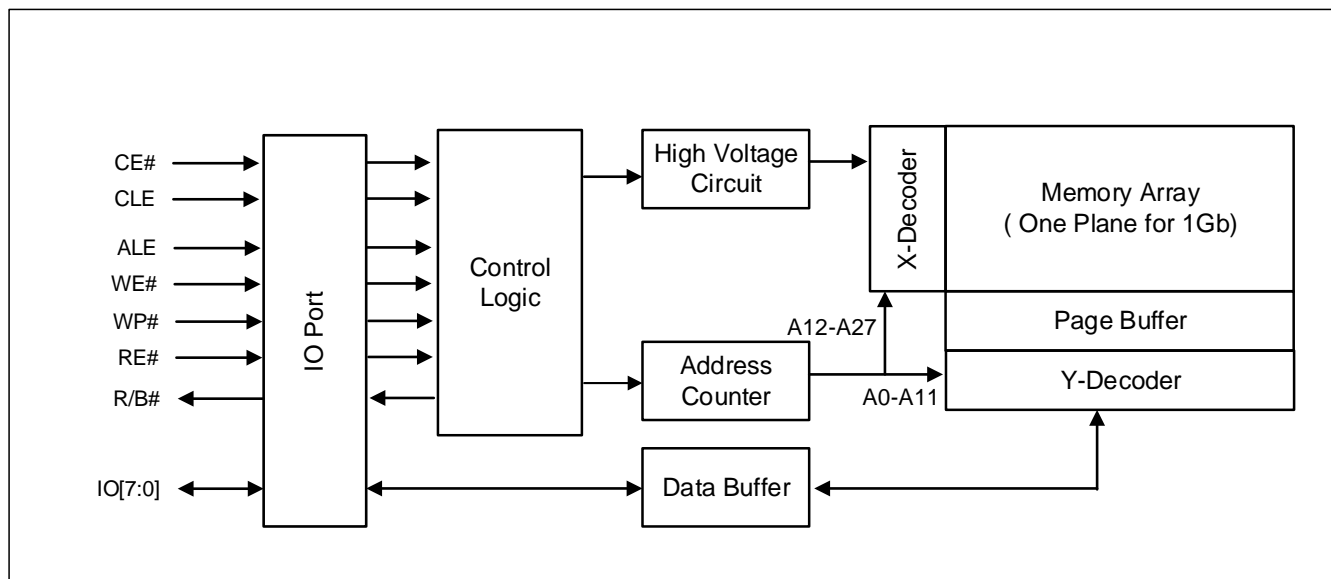 CE#
CLE
ALE
WE#
WP#
RE#
R/B#
IO[7:0]
IO Port
Control
Logic
High Voltage
Circuit
Address
Counter
Data Buffer
X-Decoder
Memory Array
( One Plane for 1Gb)
Page Buffer
Y-Decoder
A12-A27
A0-A11